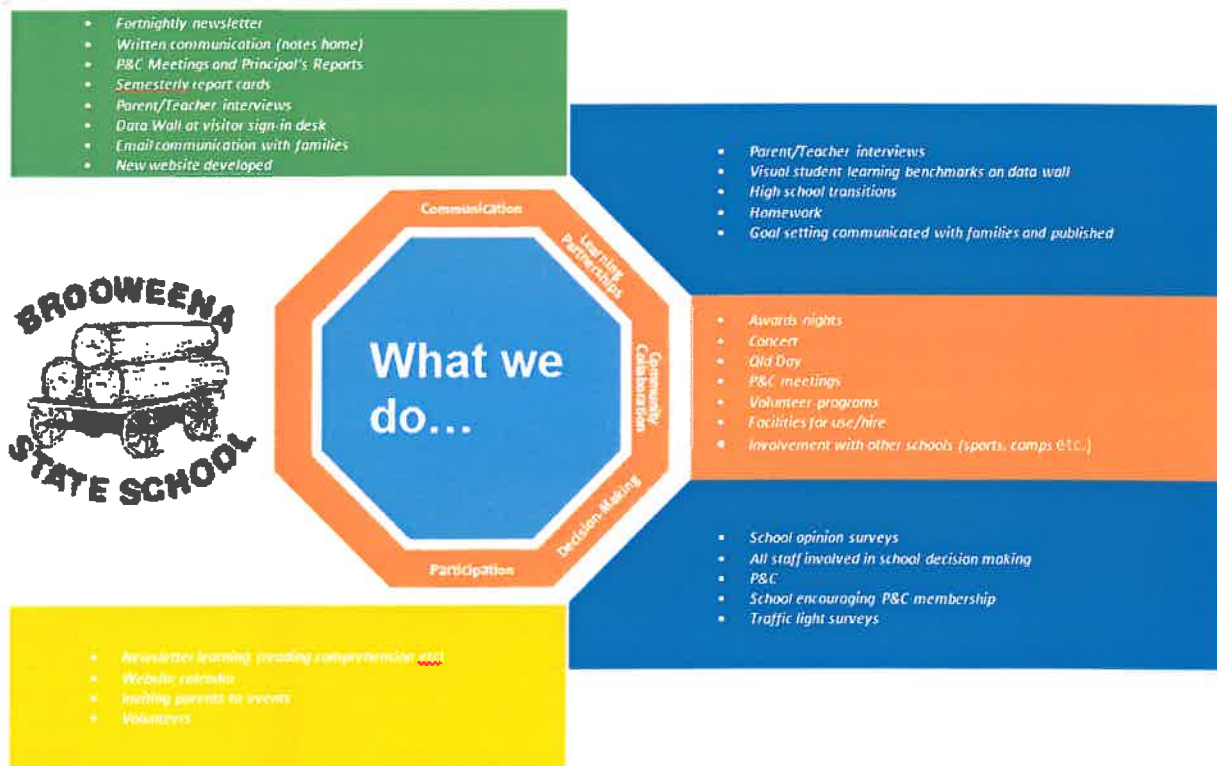 • Fortnightly newsletter
• Written communication (notes home)
• P&C Meetings and Principal's Reports
• Semesterly report cards
• Parent/Teacher interviews
• Data Wall at visitor sign-in desk
• Email communication with families
• New website developed
• Parent/Teacher interviews
• Visual student learning benchmarks on data wall
• High school transitions
• Homework
• Goal setting communicated with families and published
Communication
Learning
Partnerships
BROOWEENA
STATE SCHOOL
What we
do...
Community
Collaboration
• Awards nights
• Concert
• Qld Day
• P&C meetings
• Volunteer programs
• Facilities for use/hire
• Involvement with other schools (sports, camps etc.)
Decision-Making
Participation
• School opinion surveys
• All staff involved in school decision making
• P&C
• School encouraging P&C membership
• Traffic light surveys
• Newsletter learning (reading comprehension etc)
• Website calendar
• Inviting parents to events
• Volunteers